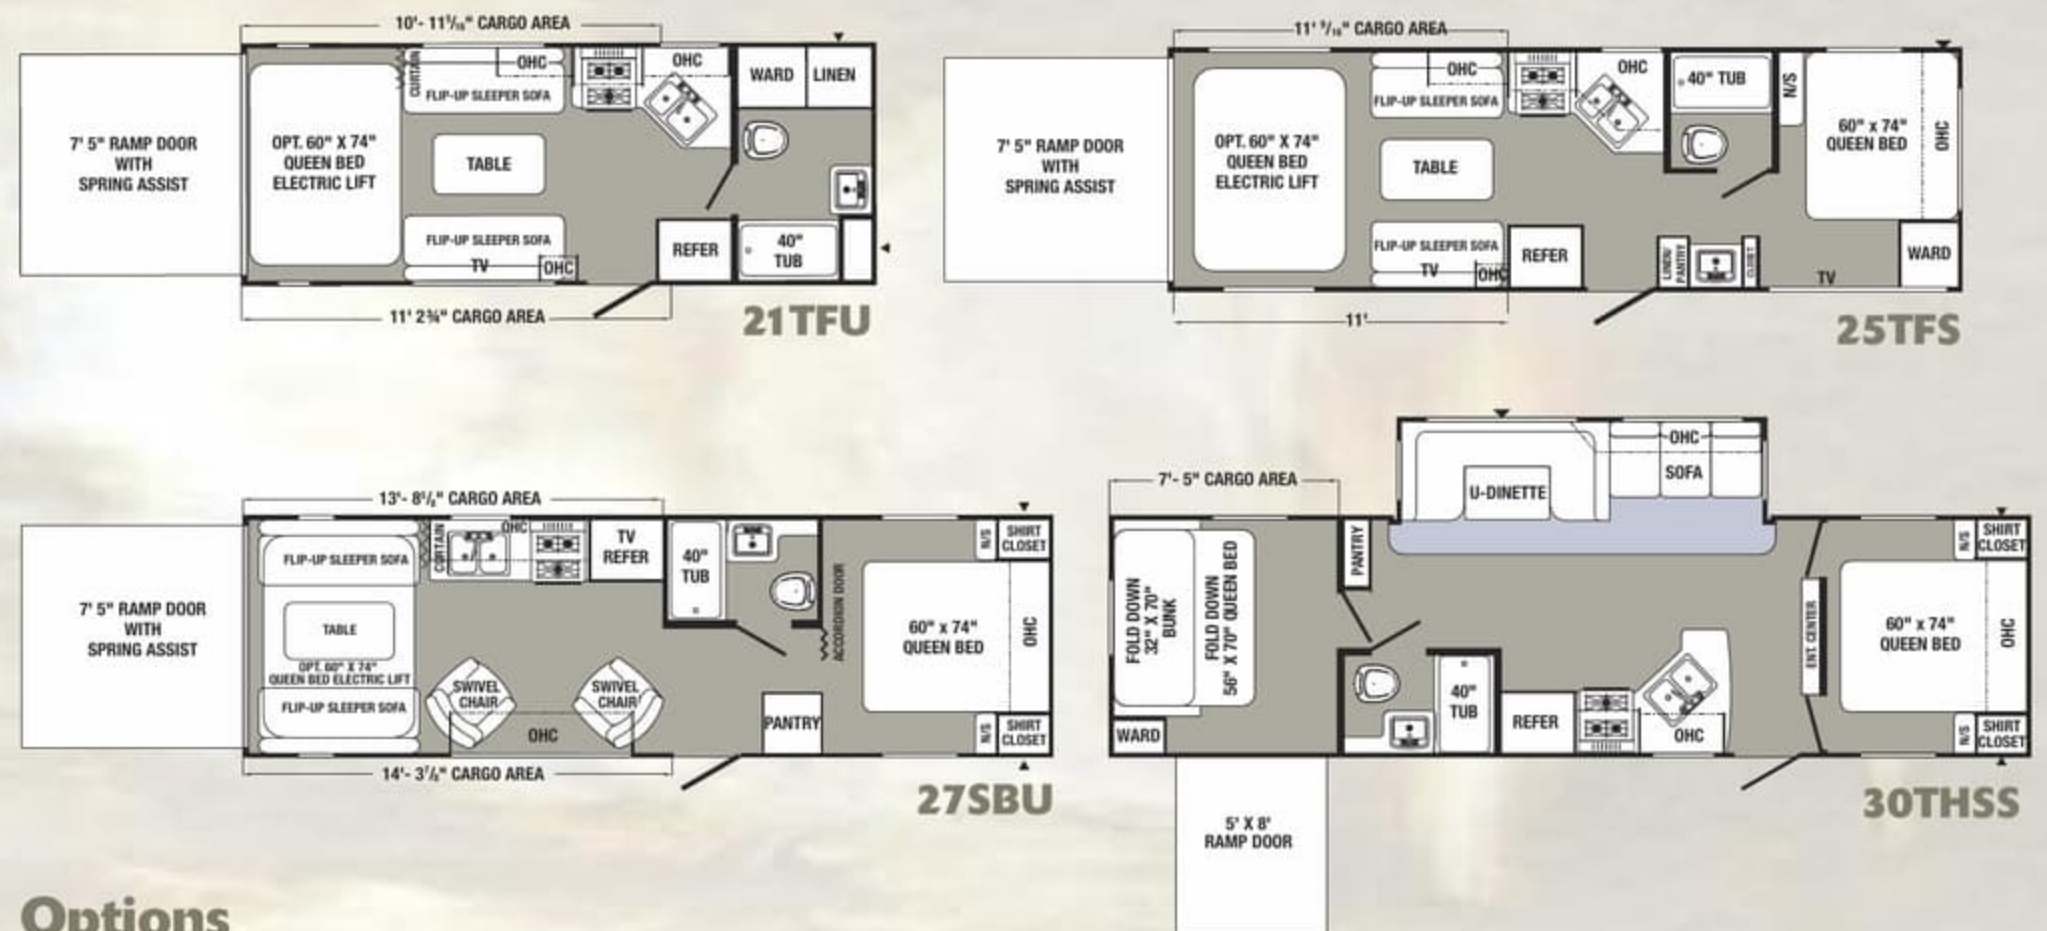 10'- 11⁵/₁₆" CARGO AREA
7' 5" RAMP DOOR
WITH
SPRING ASSIST
OPT. 60" X 74"
QUEEN BED
ELECTRIC LIFT
CURTAIN
OHC
FLIP-UP SLEEPER SOFA
TABLE
FLIP-UP SLEEPER SOFA
TV
OHC
OHC
REFER
WARD
LINEN
40"
TUB
11' 2¾" CARGO AREA
21TFU
11' ⁹/₁₆" CARGO AREA
7' 5" RAMP DOOR
WITH
SPRING ASSIST
OPT. 60" X 74"
QUEEN BED
ELECTRIC LIFT
OHC
FLIP-UP SLEEPER SOFA
TABLE
FLIP-UP SLEEPER SOFA
TV
OHC
OHC
REFER
40" TUB
N/S
60" x 74"
QUEEN BED
OHC
LINEN/
PANTRY
CLOSET
TV
WARD
11'
25TFS
13'- 8¹/₂" CARGO AREA
7' 5" RAMP DOOR
WITH
SPRING ASSIST
FLIP-UP SLEEPER SOFA
TABLE
OPT. 60" X 74"
QUEEN BED ELECTRIC LIFT
FLIP-UP SLEEPER SOFA
CURTAIN
OHC
TV
REFER
SWIVEL
CHAIR
SWIVEL
CHAIR
OHC
40"
TUB
ACCORDION DOOR
PANTRY
N/S
SHIRT
CLOSET
60" x 74"
QUEEN BED
OHC
N/S
SHIRT
CLOSET
14'- 3⁷/₈" CARGO AREA
27SBU
7'- 5" CARGO AREA
FOLD DOWN
32" X 70"
BUNK
FOLD DOWN
56" X 70" QUEEN BED
WARD
PANTRY
U-DINETTE
OHC
SOFA
40"
TUB
REFER
OHC
ENT. CENTER
N/S
SHIRT
CLOSET
60" x 74"
QUEEN BED
OHC
N/S
SHIRT
CLOSET
5' X 8'
RAMP DOOR
30THSS
Options